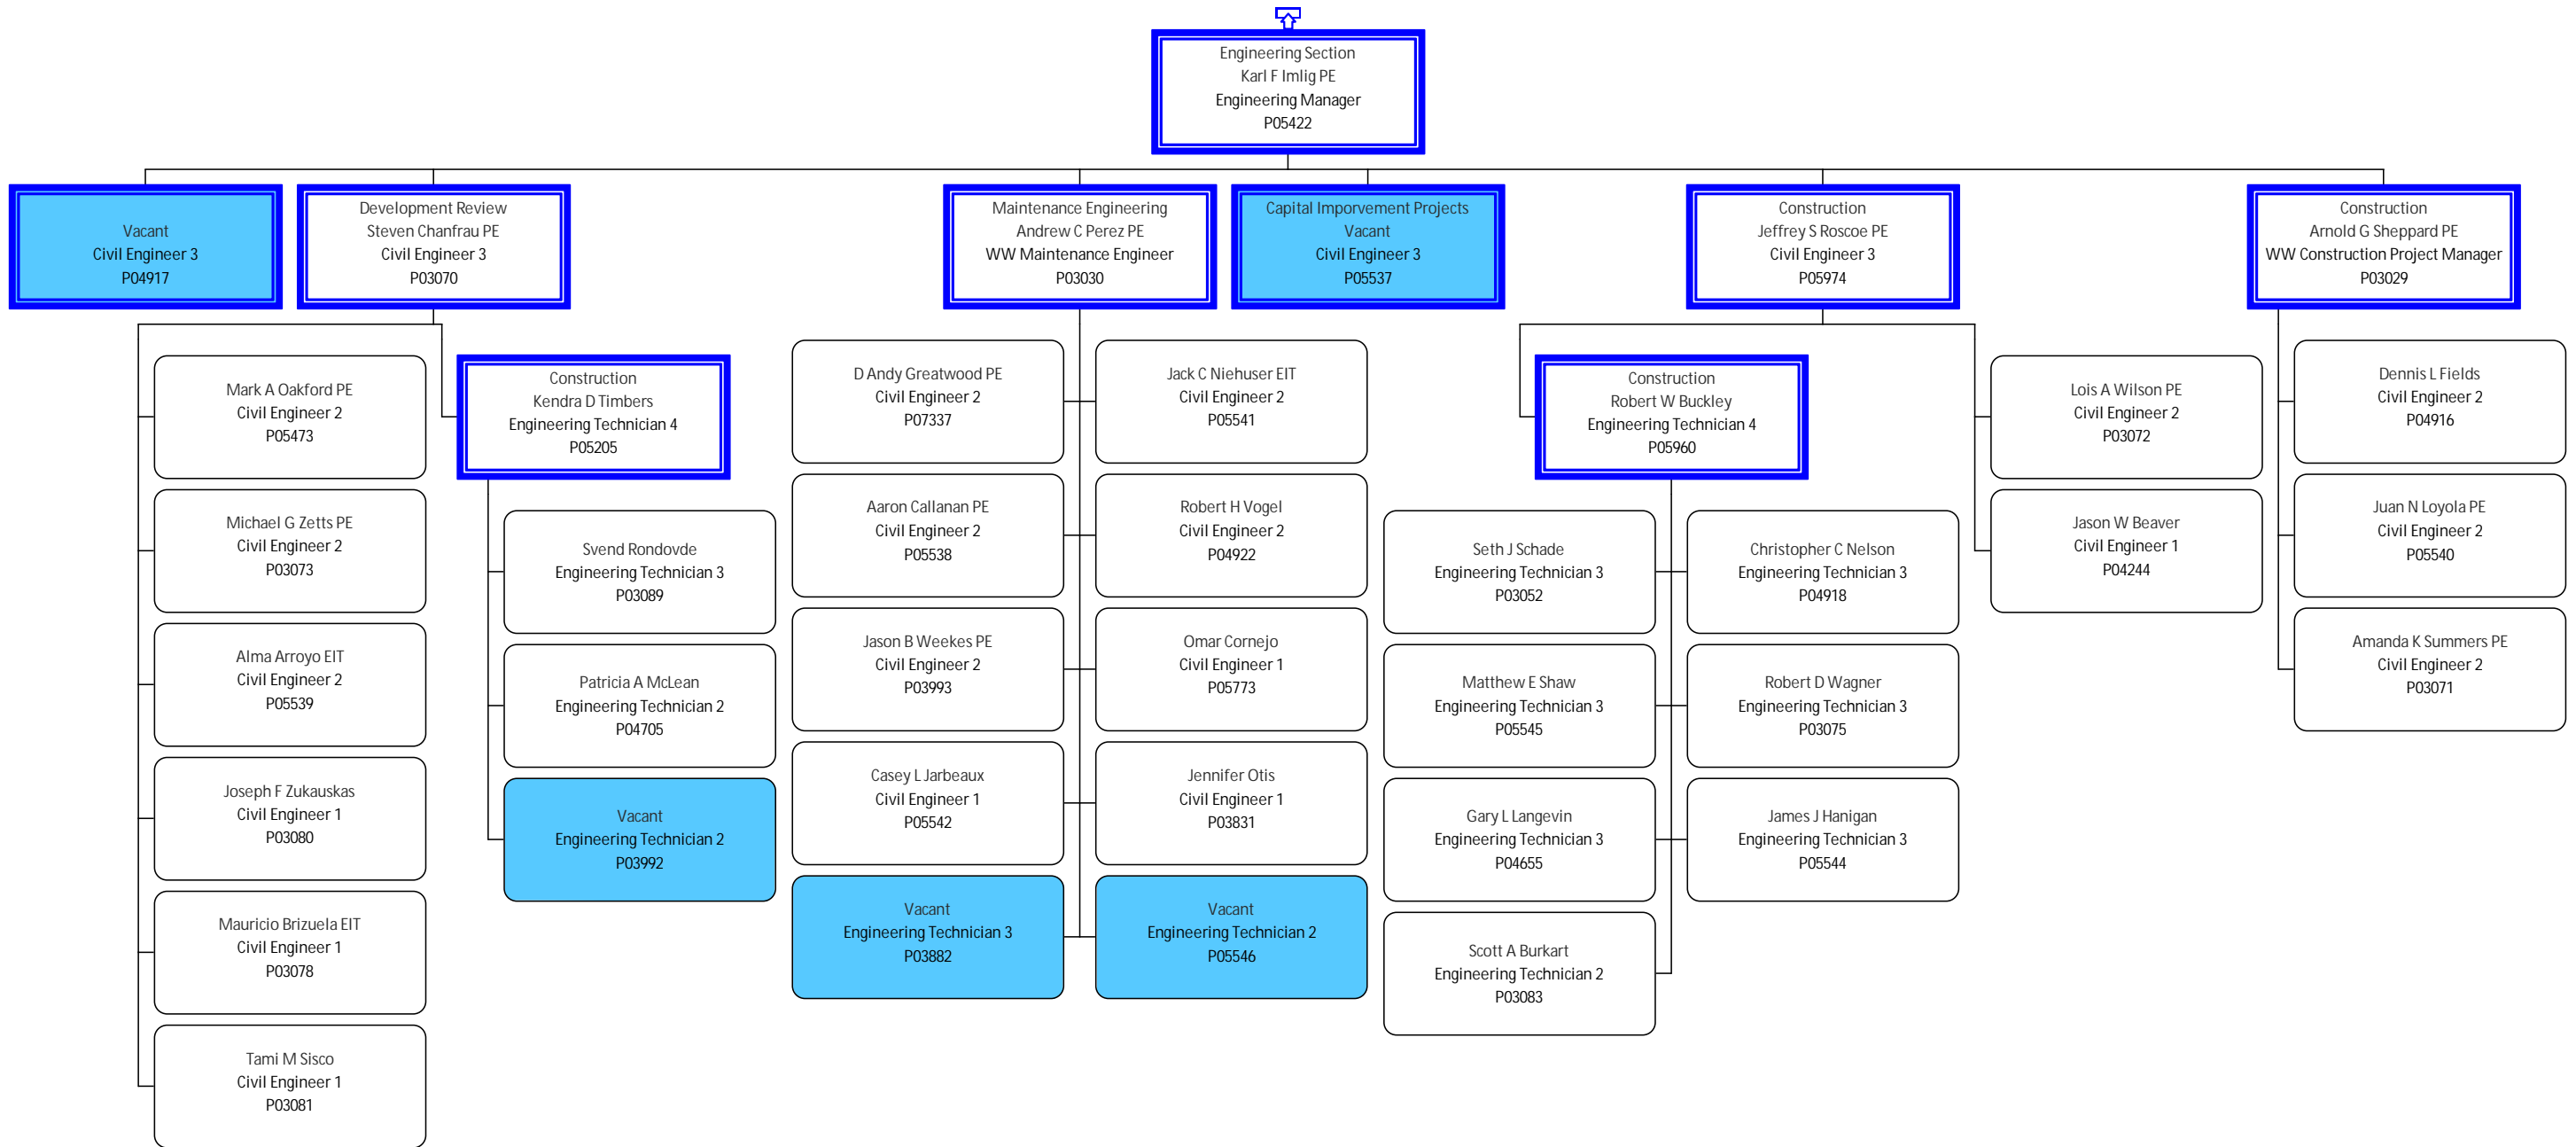 Engineering Section
Karl F Imlig PE
Engineering Manager
P05422
Vacant
Civil Engineer 3
P04917
Development Review
Steven Chanfrau PE
Civil Engineer 3
P03070
Maintenance Engineering
Andrew C Perez PE
WW Maintenance Engineer
P03030
Capital Imporvement Projects
Vacant
Civil Engineer 3
P05537
Construction
Jeffrey S Roscoe PE
Civil Engineer 3
P05974
Construction
Arnold G Sheppard PE
WW Construction Project Manager
P03029
Mark A Oakford PE
Civil Engineer 2
P05473
Michael G Zetts PE
Civil Engineer 2
P03073
Alma Arroyo EIT
Civil Engineer 2
P05539
Joseph F Zukauskas
Civil Engineer 1
P03080
Mauricio Brizuela EIT
Civil Engineer 1
P03078
Tami M Sisco
Civil Engineer 1
P03081
Construction
Kendra D Timbers
Engineering Technician 4
P05205
Svend Rondovde
Engineering Technician 3
P03089
Patricia A McLean
Engineering Technician 2
P04705
Vacant
Engineering Technician 2
P03992
D Andy Greatwood PE
Civil Engineer 2
P07337
Jack C Niehuser EIT
Civil Engineer 2
P05541
Aaron Callanan PE
Civil Engineer 2
P05538
Robert H Vogel
Civil Engineer 2
P04922
Jason B Weekes PE
Civil Engineer 2
P03993
Omar Cornejo
Civil Engineer 1
P05773
Casey L Jarbeaux
Civil Engineer 1
P05542
Jennifer Otis
Civil Engineer 1
P03831
Vacant
Engineering Technician 3
P03882
Vacant
Engineering Technician 2
P05546
Construction
Robert W Buckley
Engineering Technician 4
P05960
Seth J Schade
Engineering Technician 3
P03052
Christopher C Nelson
Engineering Technician 3
P04918
Matthew E Shaw
Engineering Technician 3
P05545
Robert D Wagner
Engineering Technician 3
P03075
Gary L Langevin
Engineering Technician 3
P04655
James J Hanigan
Engineering Technician 3
P05544
Scott A Burkart
Engineering Technician 2
P03083
Lois A Wilson PE
Civil Engineer 2
P03072
Jason W Beaver
Civil Engineer 1
P04244
Dennis L Fields
Civil Engineer 2
P04916
Juan N Loyola PE
Civil Engineer 2
P05540
Amanda K Summers PE
Civil Engineer 2
P03071